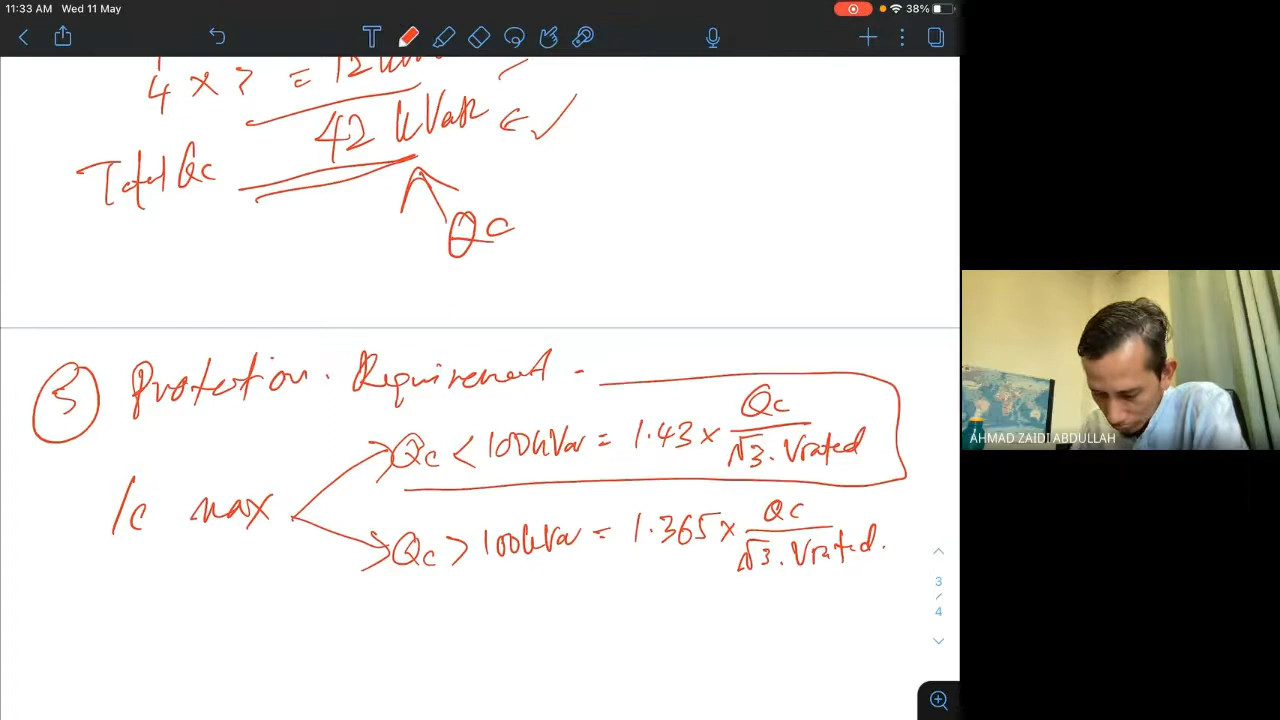 11:33 AM Wed 11 May
38%
4 × 3 = 12 kVar
42 kVar ← ✓
Total Qc
Qc
5 Protection. Requirement.
Qc < 100kVar = 1.43 × Qc / √3. Vrated
Ic max
Qc > 100kVar = 1.365 × Qc / √3. Vrated.
AHMAD ZAIDI ABDULLAH
3
/
4